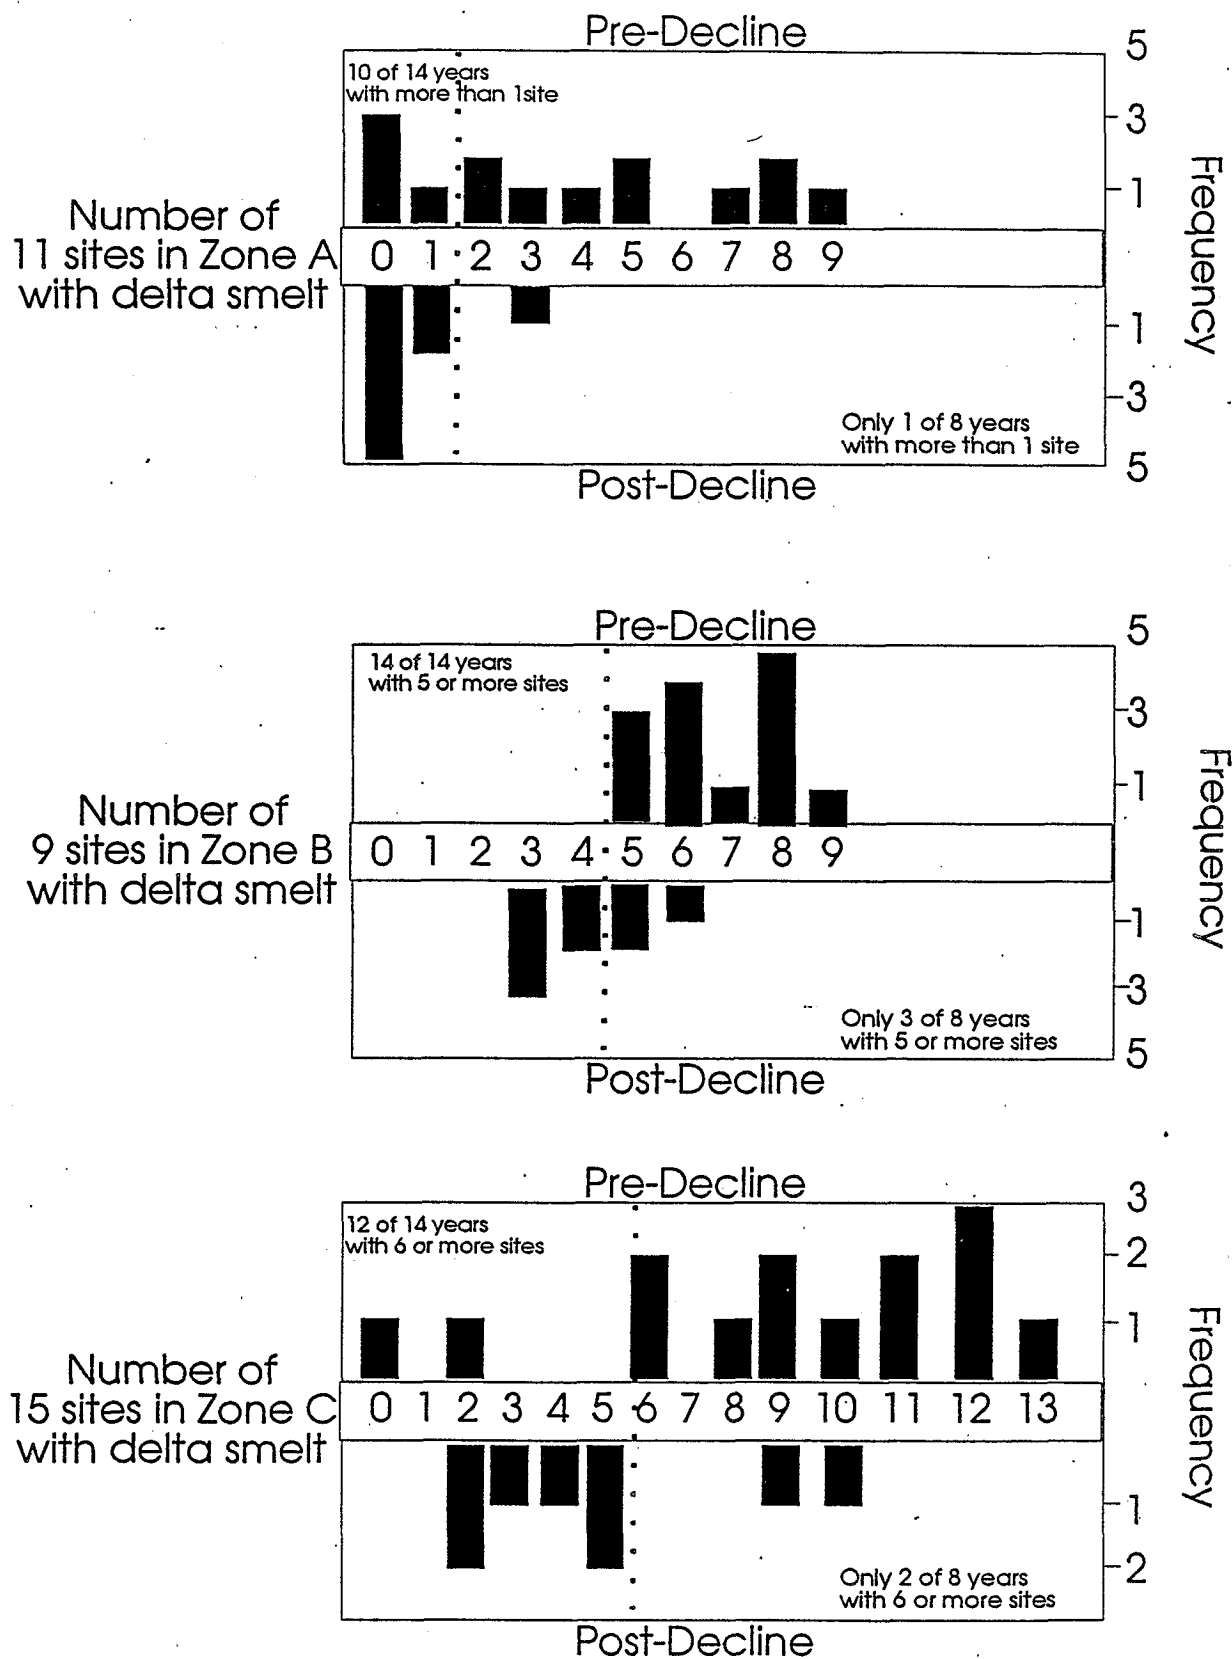 Pre-Decline
5
10 of 14 years
with more than 1site
3
1
Frequency
Number of
11 sites in Zone A
with delta smelt
0 1 2 3 4 5 6 7 8 9
1
3
Only 1 of 8 years
with more than 1 site
5
Post-Decline
Pre-Decline
5
14 of 14 years
with 5 or more sites
3
1
Frequency
Number of
9 sites in Zone B
with delta smelt
0 1 2 3 4 5 6 7 8 9
1
3
Only 3 of 8 years
with 5 or more sites
5
Post-Decline
Pre-Decline
3
12 of 14 years
with 6 or more sites
2
1
Frequency
Number of
15 sites in Zone C
with delta smelt
0 1 2 3 4 5 6 7 8 9 10 11 12 13
1
2
Only 2 of 8 years
with 6 or more sites
Post-Decline